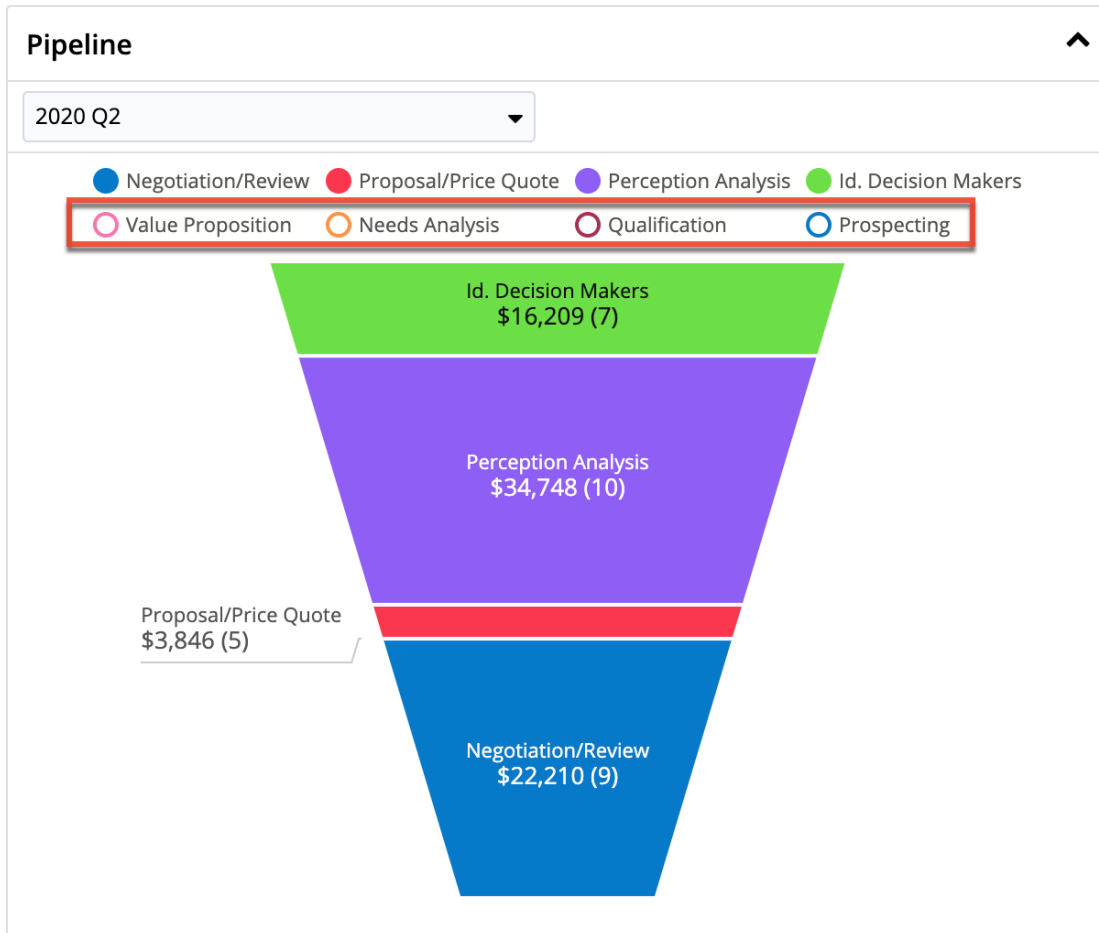 Pipeline
2020 Q2
Negotiation/Review Proposal/Price Quote Perception Analysis Id. Decision Makers
Value Proposition Needs Analysis Qualification Prospecting
Id. Decision Makers
$16,209 (7)
Perception Analysis
$34,748 (10)
Proposal/Price Quote
$3,846 (5)
Negotiation/Review
$22,210 (9)